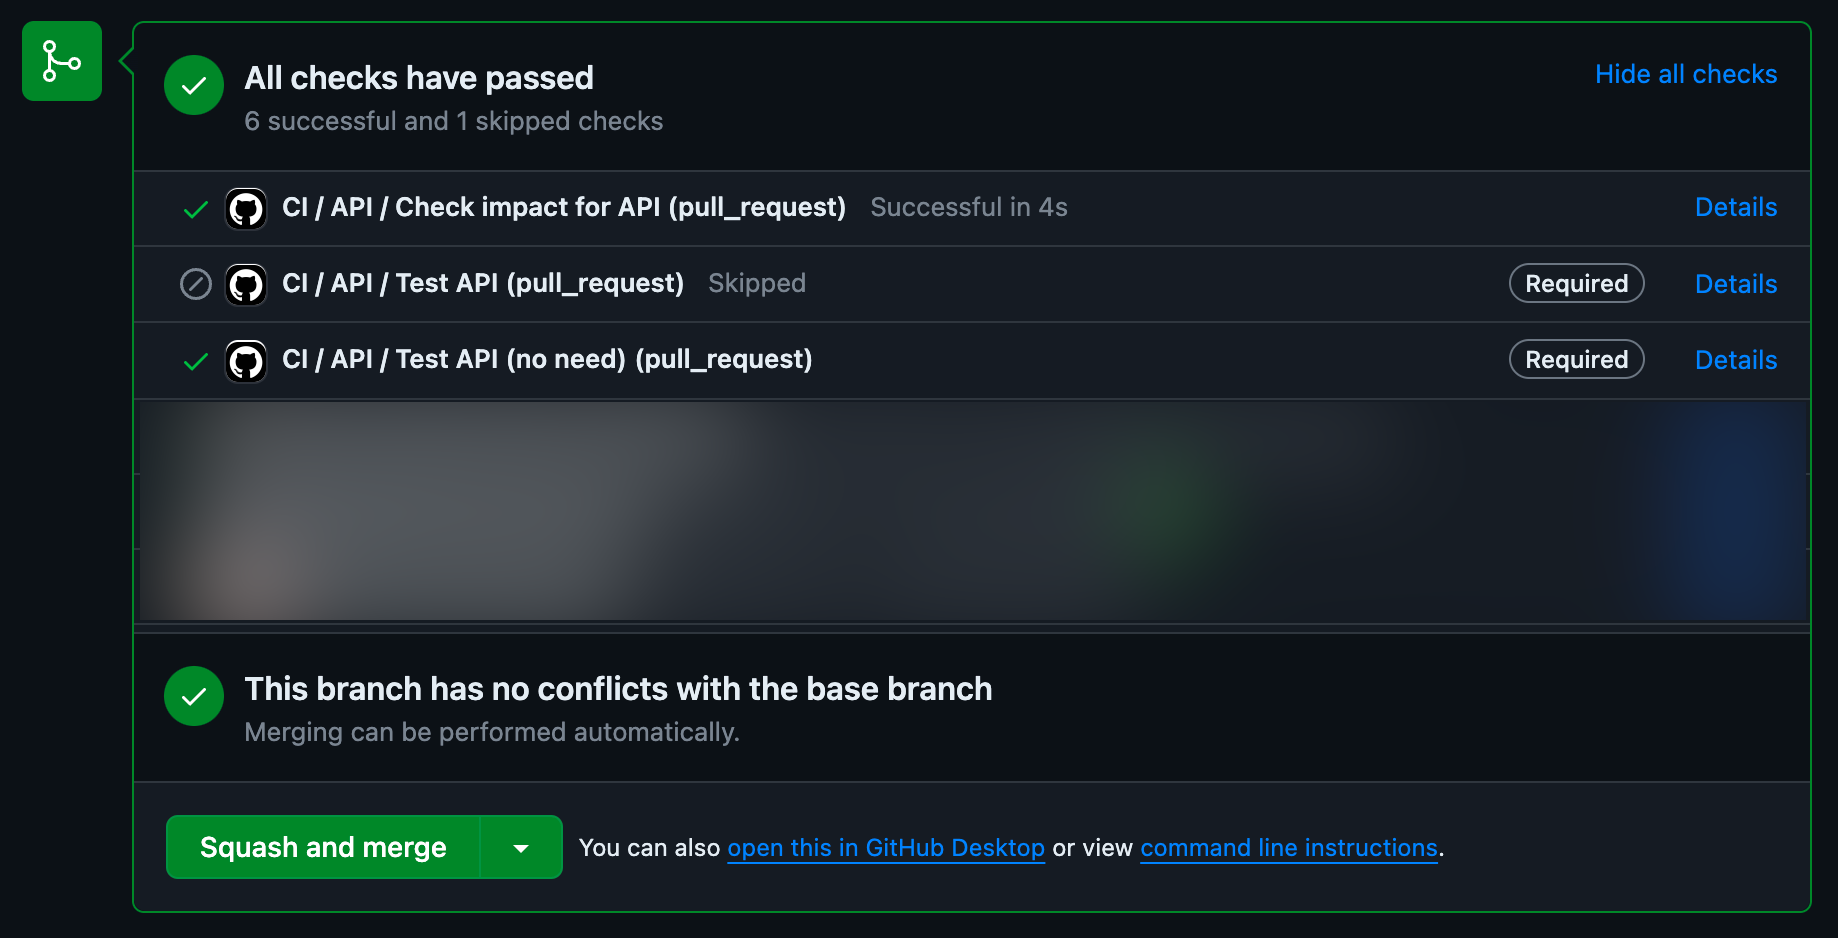 All checks have passed
Hide all checks
6 successful and 1 skipped checks
CI / API / Check impact for API (pull_request) Successful in 4s Details
CI / API / Test API (pull_request) Skipped Required Details
CI / API / Test API (no need) (pull_request) Required Details
This branch has no conflicts with the base branch
Merging can be performed automatically.
Squash and merge You can also open this in GitHub Desktop or view command line instructions.